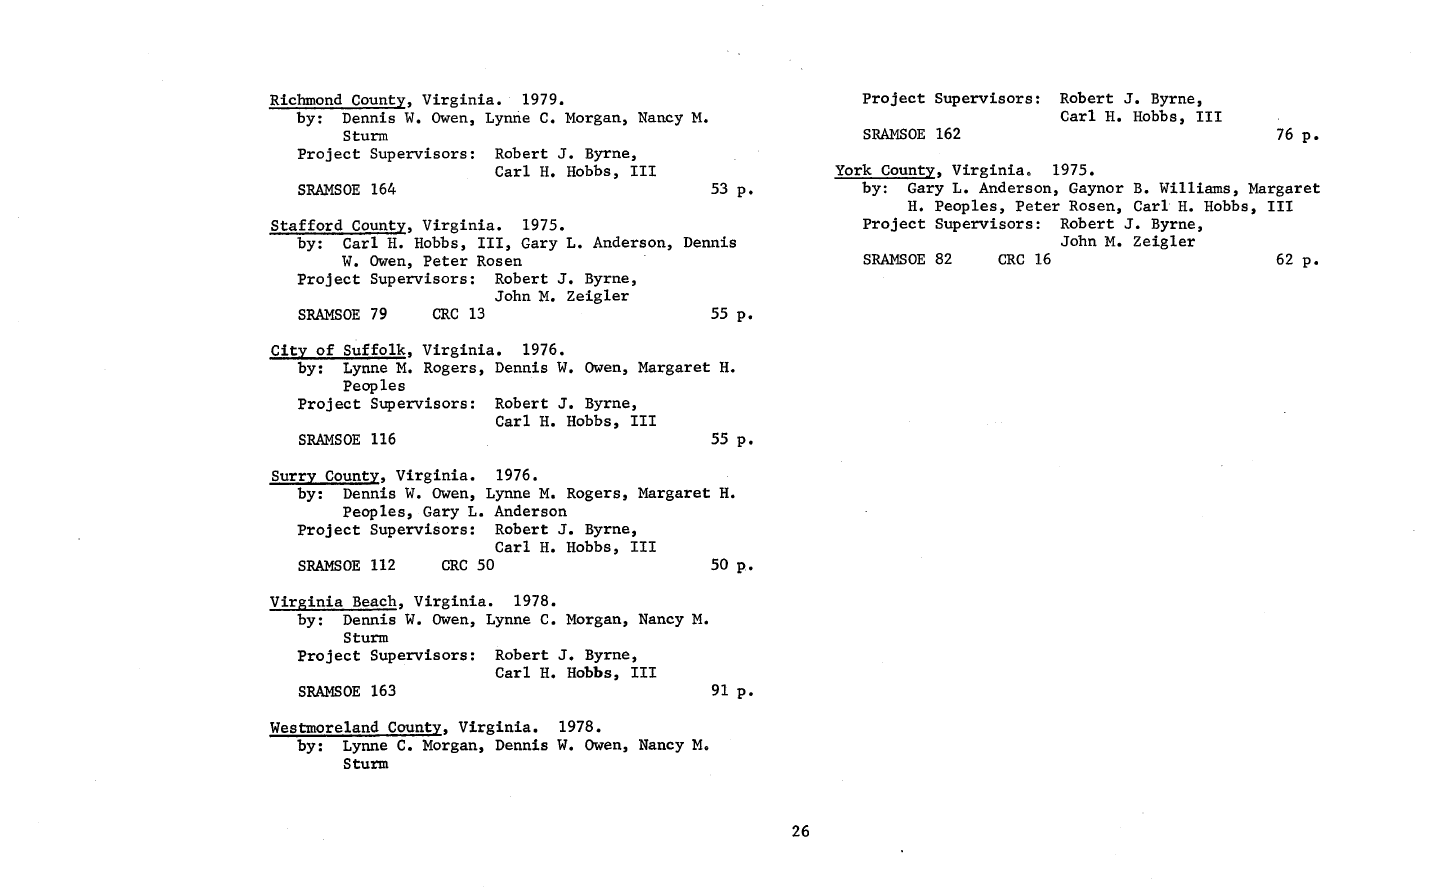 Richmond County, Virginia. 1979.
by: Dennis W. Owen, Lynne C. Morgan, Nancy M.
Sturm
Project Supervisors: Robert J. Byrne,
Carl H. Hobbs, III
SRAMSOE 164 53 p.
Stafford County, Virginia. 1975.
by: Carl H. Hobbs, III, Gary L. Anderson, Dennis
W. Owen, Peter Rosen
Project Supervisors: Robert J. Byrne,
John M. Zeigler
SRAMSOE 79 CRC 13 55 p.
City of Suffolk, Virginia. 1976.
by: Lynne M. Rogers, Dennis W. Owen, Margaret H.
Peoples
Project Supervisors: Robert J. Byrne,
Carl H. Hobbs, III
SRAMSOE 116 55 p.
Surry County, Virginia. 1976.
by: Dennis W. Owen, Lynne M. Rogers, Margaret H.
Peoples, Gary L. Anderson
Project Supervisors: Robert J. Byrne,
Carl H. Hobbs, III
SRAMSOE 112 CRC 50 50 p.
Virginia Beach, Virginia. 1978.
by: Dennis W. Owen, Lynne C. Morgan, Nancy M.
Sturm
Project Supervisors: Robert J. Byrne,
Carl H. Hobbs, III
SRAMSOE 163 91 p.
Westmoreland County, Virginia. 1978.
by: Lynne C. Morgan, Dennis W. Owen, Nancy M.
Sturm
Project Supervisors: Robert J. Byrne,
Carl H. Hobbs, III
SRAMSOE 162 76 p.
York County, Virginia. 1975.
by: Gary L. Anderson, Gaynor B. Williams, Margaret
H. Peoples, Peter Rosen, Carl H. Hobbs, III
Project Supervisors: Robert J. Byrne,
John M. Zeigler
SRAMSOE 82 CRC 16 62 p.
26